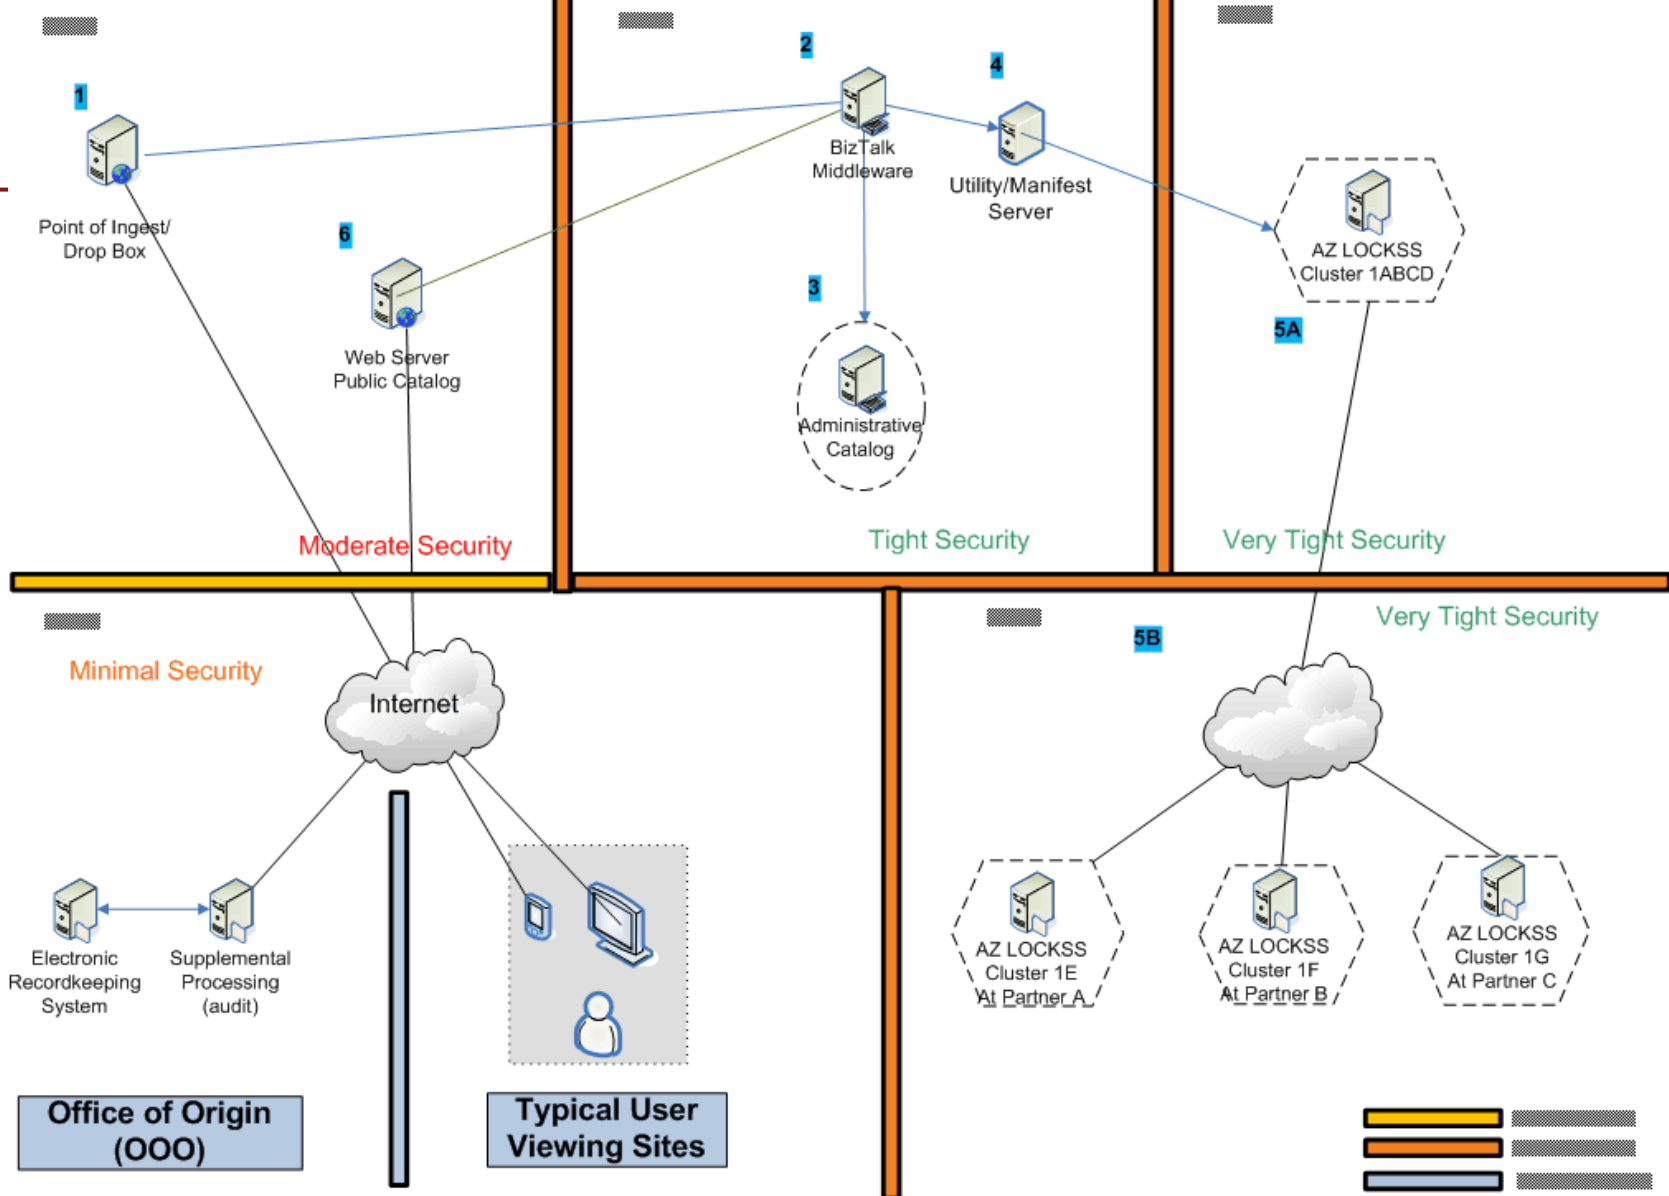 1
Point of Ingest/
Drop Box
6
Web Server
Public Catalog
Moderate Security
2
BizTalk
Middleware
4
Utility/Manifest
Server
3
Administrative
Catalog
Tight Security
AZ LOCKSS
Cluster 1ABCD
5A
Very Tight Security
Minimal Security
Internet
Electronic
Recordkeeping
System
Supplemental
Processing
(audit)
Office of Origin
(OOO)
Typical User
Viewing Sites
5B
Very Tight Security
AZ LOCKSS
Cluster 1E
At Partner A
AZ LOCKSS
Cluster 1F
At Partner B
AZ LOCKSS
Cluster 1G
At Partner C